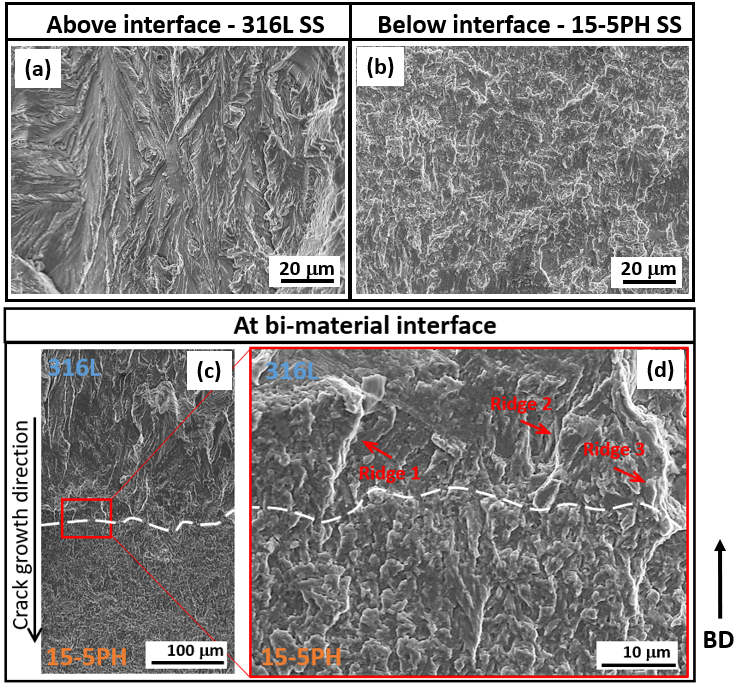 Above interface - 316L SS
Below interface - 15-5PH SS
(a)
(b)
20 µm
20 µm
At bi-material interface
316L
(c)
316L
(d)
Ridge 2
Ridge 3
Ridge 1
Crack growth direction
15-5PH
100 µm
15-5PH
10 µm
BD